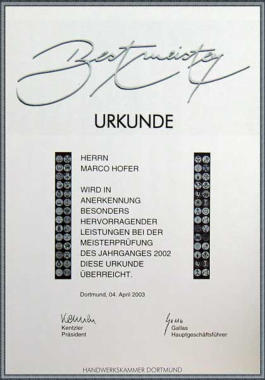 Bestmeister
URKUNDE
HERRN
MARCO HOFER
WIRD IN
ANERKENNUNG
BESONDERS
HERVORRAGENDER
LEISTUNGEN BEI DER
MEISTERPRÜFUNG
DES JAHRGANGES 2002
DIESE URKUNDE
ÜBERREICHT.
Dortmund, 04. April 2003
Kentzler
Präsident
Gallas
Hauptgeschäftsführer
HANDWERKSKAMMER DORTMUND